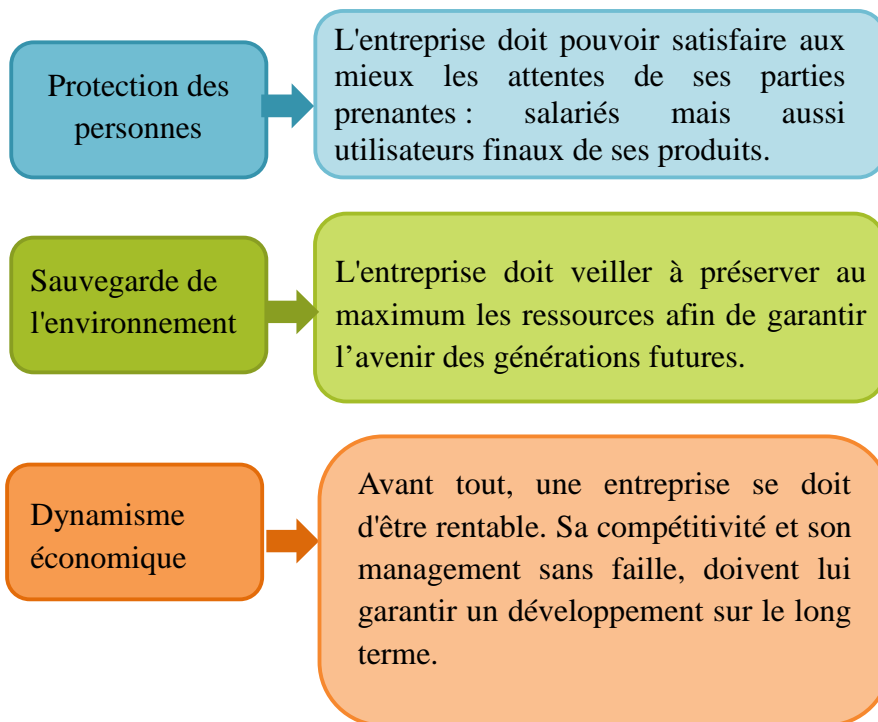 Protection des
personnes
L'entreprise doit pouvoir satisfaire aux
mieux les attentes de ses parties
prenantes : salariés mais aussi
utilisateurs finaux de ses produits.
Sauvegarde de
l'environnement
L'entreprise doit veiller à préserver au
maximum les ressources afin de garantir
l’avenir des générations futures.
Dynamisme
économique
Avant tout, une entreprise se doit
d'être rentable. Sa compétitivité et son
management sans faille, doivent lui
garantir un développement sur le long
terme.